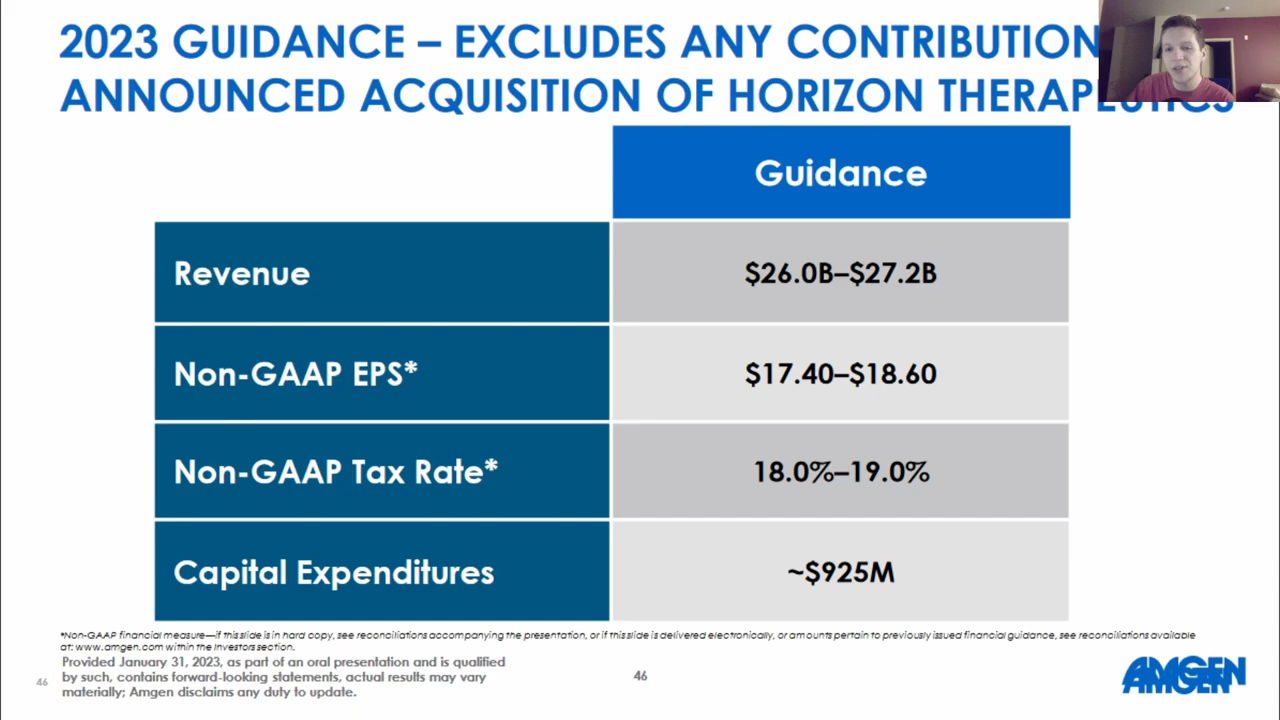 2023 GUIDANCE – EXCLUDES ANY CONTRIBUTION
ANNOUNCED ACQUISITION OF HORIZON THERAPEUTICS
Guidance
Revenue
$26.0B–$27.2B
Non-GAAP EPS*
$17.40–$18.60
Non-GAAP Tax Rate*
18.0%–19.0%
Capital Expenditures
~$925M
*Non-GAAP financial measure—if this slide is in hard copy, see reconciliations accompanying the presentation, or if this slide is delivered electronically, or amounts pertain to previously issued financial guidance, see reconciliations available
at: www.amgen.com within the Investors section.
Provided January 31, 2023, as part of an oral presentation and is qualified
by such, contains forward-looking statements, actual results may vary
materially; Amgen disclaims any duty to update.
46
46
AMGEN